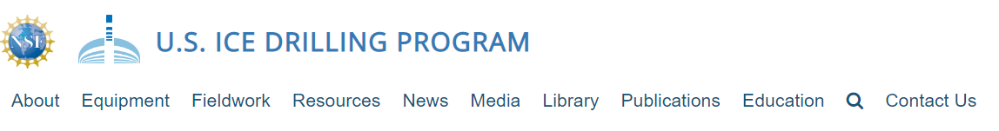 NSF
U.S. ICE DRILLING PROGRAM
About Equipment Fieldwork Resources News Media Library Publications Education Contact Us